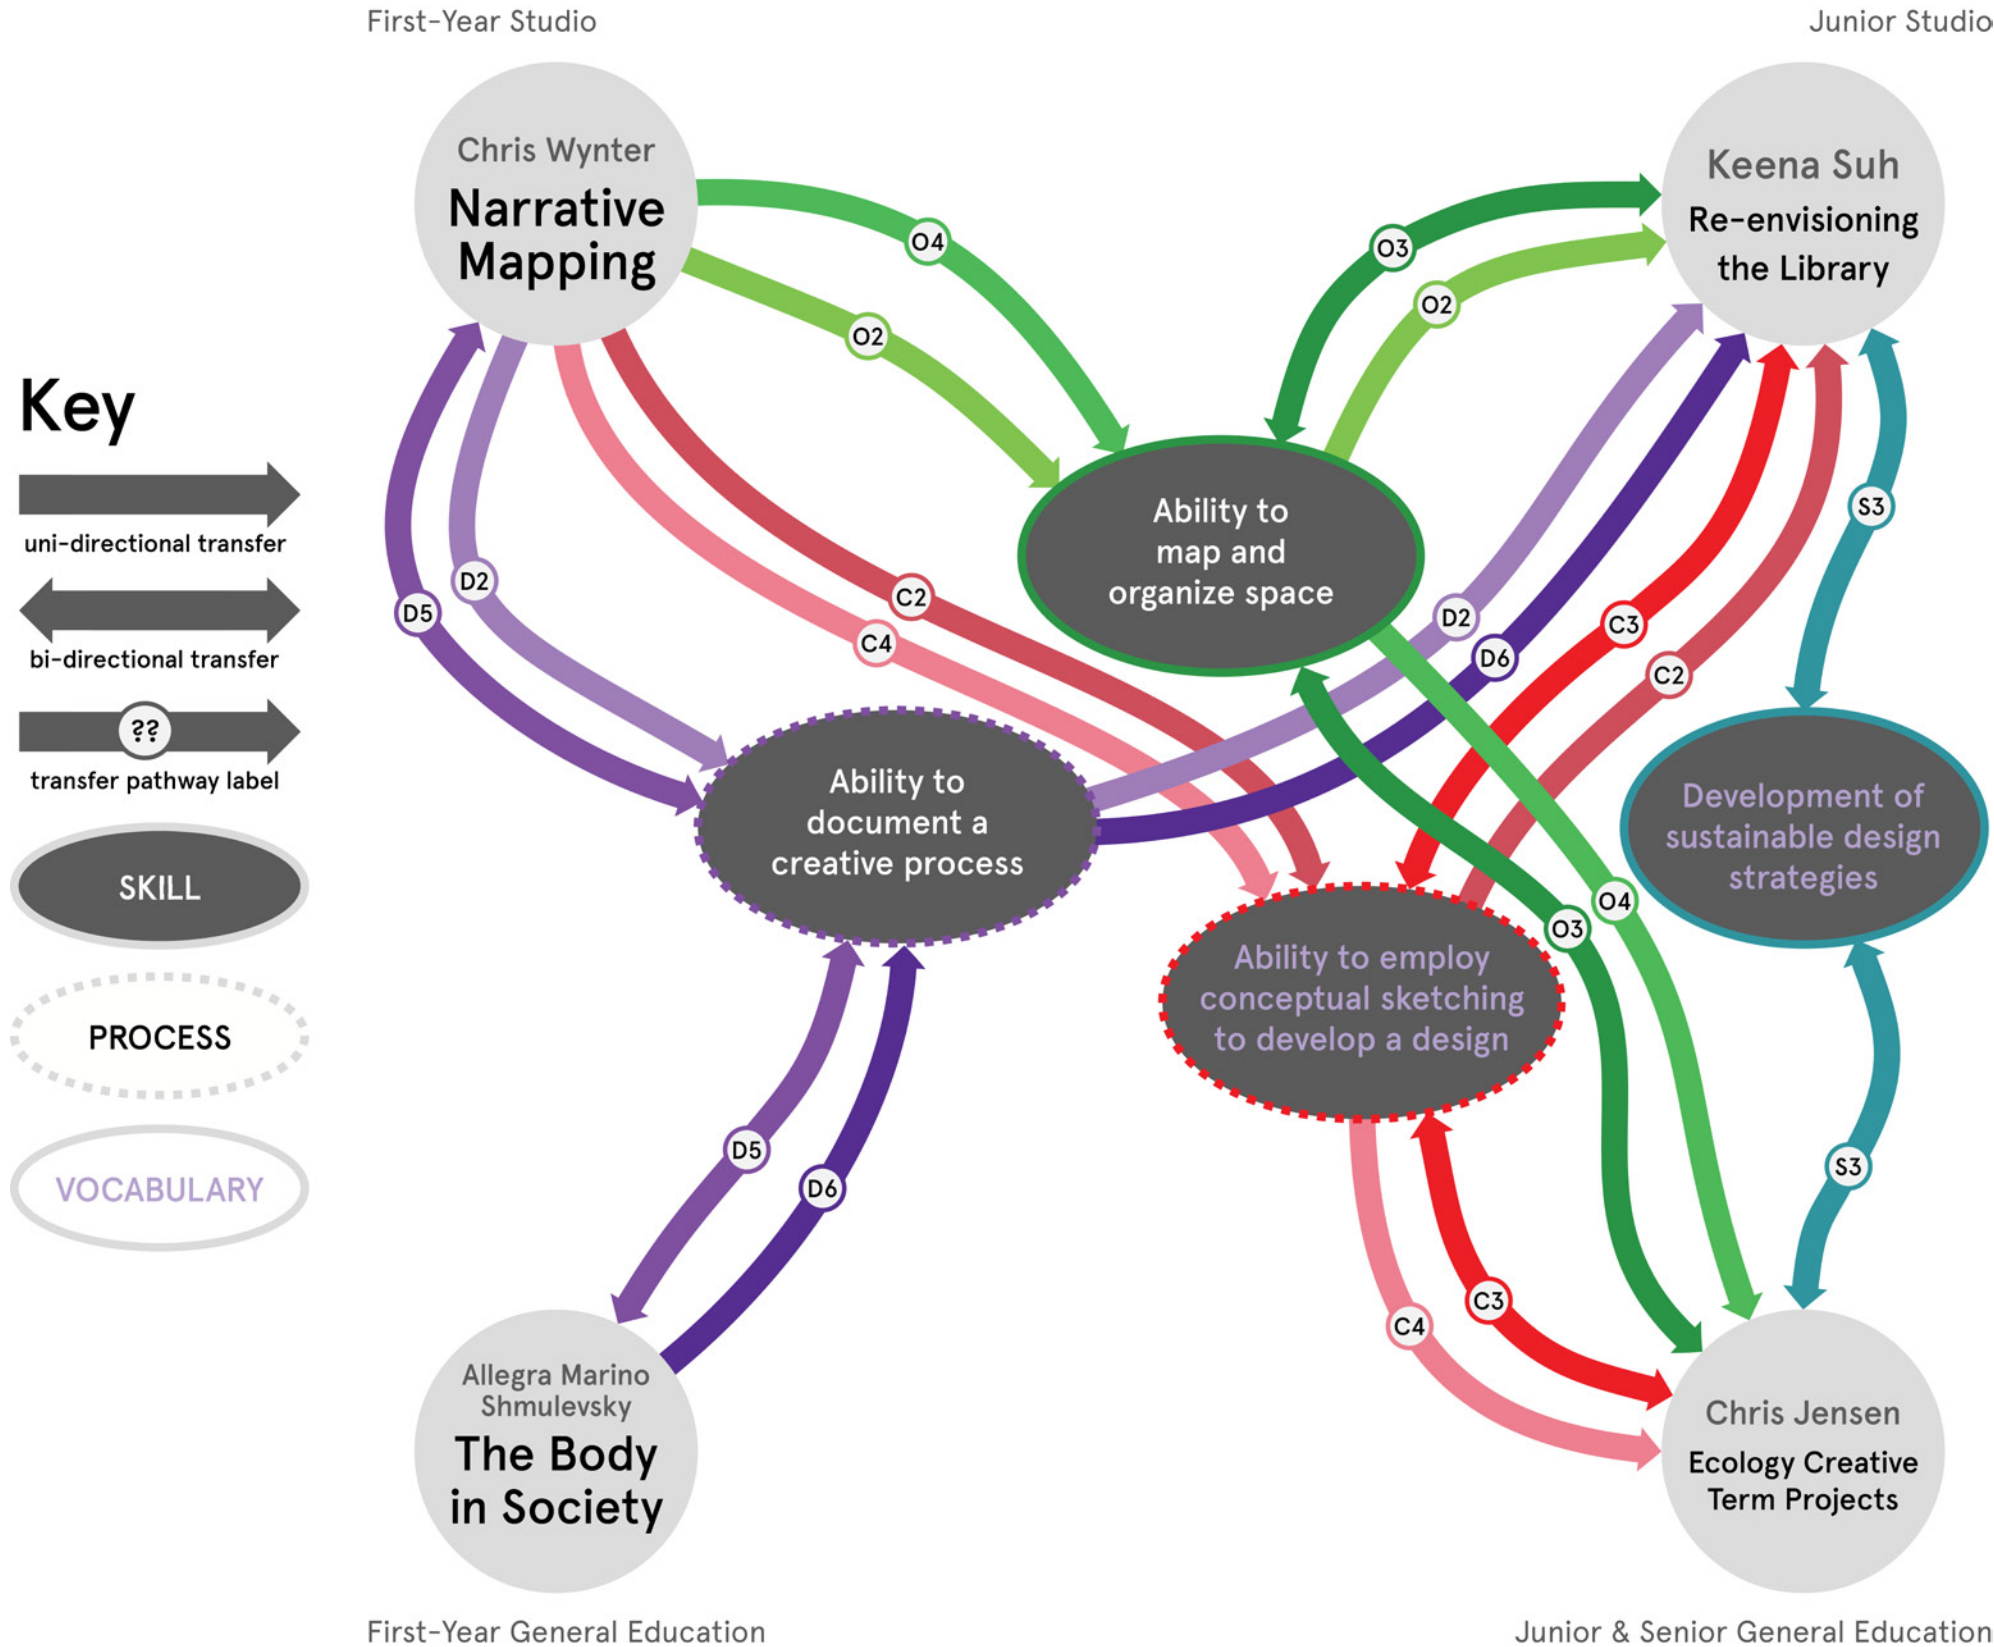 First-Year Studio
Junior Studio
Chris Wynter
Narrative
Mapping
Keena Suh
Re-envisioning
the Library
O4
O3
O2
O2
Key
uni-directional transfer
bi-directional transfer
??
transfer pathway label
SKILL
PROCESS
VOCABULARY
D2
D5
C2
C4
Ability to
map and
organize space
D2
D6
C3
C2
S3
Ability to
document a
creative process
Development of
sustainable design
strategies
O4
O3
Ability to employ
conceptual sketching
to develop a design
D5
D6
S3
C3
C4
Allegra Marino
Shmulevsky
The Body
in Society
Chris Jensen
Ecology Creative
Term Projects
First-Year General Education
Junior & Senior General Education